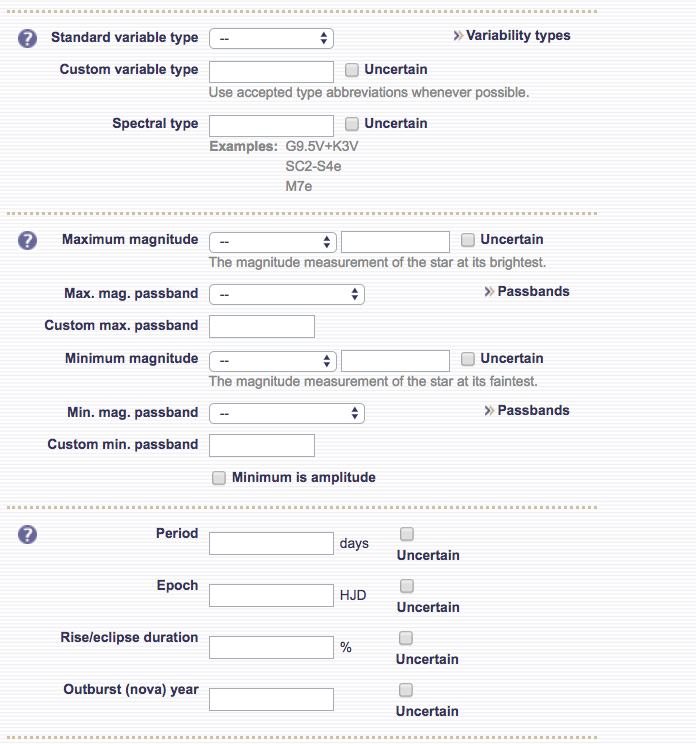 ? Standard variable type -- » Variability types
Custom variable type Uncertain
Use accepted type abbreviations whenever possible.
Spectral type Uncertain
Examples: G9.5V+K3V
SC2-S4e
M7e
? Maximum magnitude -- Uncertain
The magnitude measurement of the star at its brightest.
Max. mag. passband -- » Passbands
Custom max. passband
Minimum magnitude -- Uncertain
The magnitude measurement of the star at its faintest.
Min. mag. passband -- » Passbands
Custom min. passband
Minimum is amplitude
? Period days
Uncertain
Epoch HJD
Uncertain
Rise/eclipse duration %
Uncertain
Outburst (nova) year
Uncertain